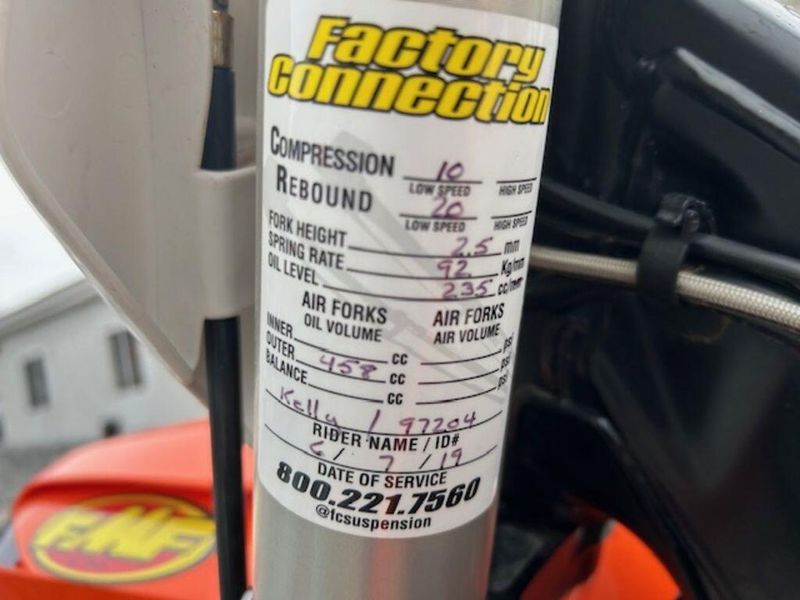 Factory
Connection
COMPRESSION 10
LOW SPEED HIGH SPEED
REBOUND 20
LOW SPEED HIGH SPEED
FORK HEIGHT 2.5 mm
SPRING RATE 92 Kg/mm
OIL LEVEL 235 cc/mm
AIR FORKS AIR FORKS
OIL VOLUME AIR VOLUME
INNER cc psi
OUTER 458 cc psi
BALANCE cc psi
Kelly / 97204
RIDER NAME / ID#
6 / 7 / 19
DATE OF SERVICE
800.221.7560
@fcsuspension
FMF